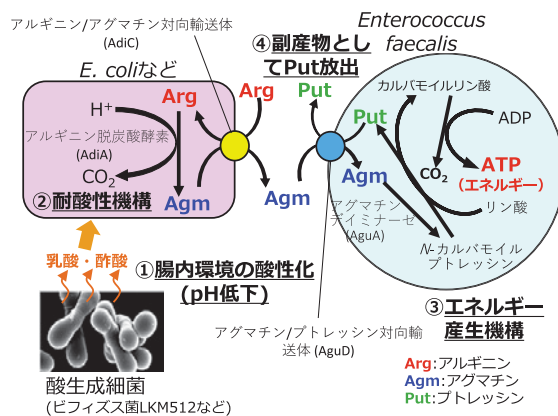 アルギニン/アグマチン対向輸送体
(AdiC)
④副産物とし
てPut放出
Enterococcus
faecalis
E. coliなど
H⁺
Arg
Arg
Put
Put
カルバモイルリン酸
ADP
アルギニン脱炭酸酵素
(AdiA)
CO₂
CO₂
ATP
(エネルギー)
②耐酸性機構
Agm
Agm
Agm
アグマチン
デイミナーゼ
(AguA)
リン酸
N-カルバモイル
プトレッシン
乳酸・酢酸
①腸内環境の酸性化
(pH低下)
③エネルギー
産生機構
アグマチン/プトレッシン対向輸
送体 (AguD)
酸生成細菌
(ビフィズス菌LKM512など)
Arg:アルギニン
Agm:アグマチン
Put:プトレッシン